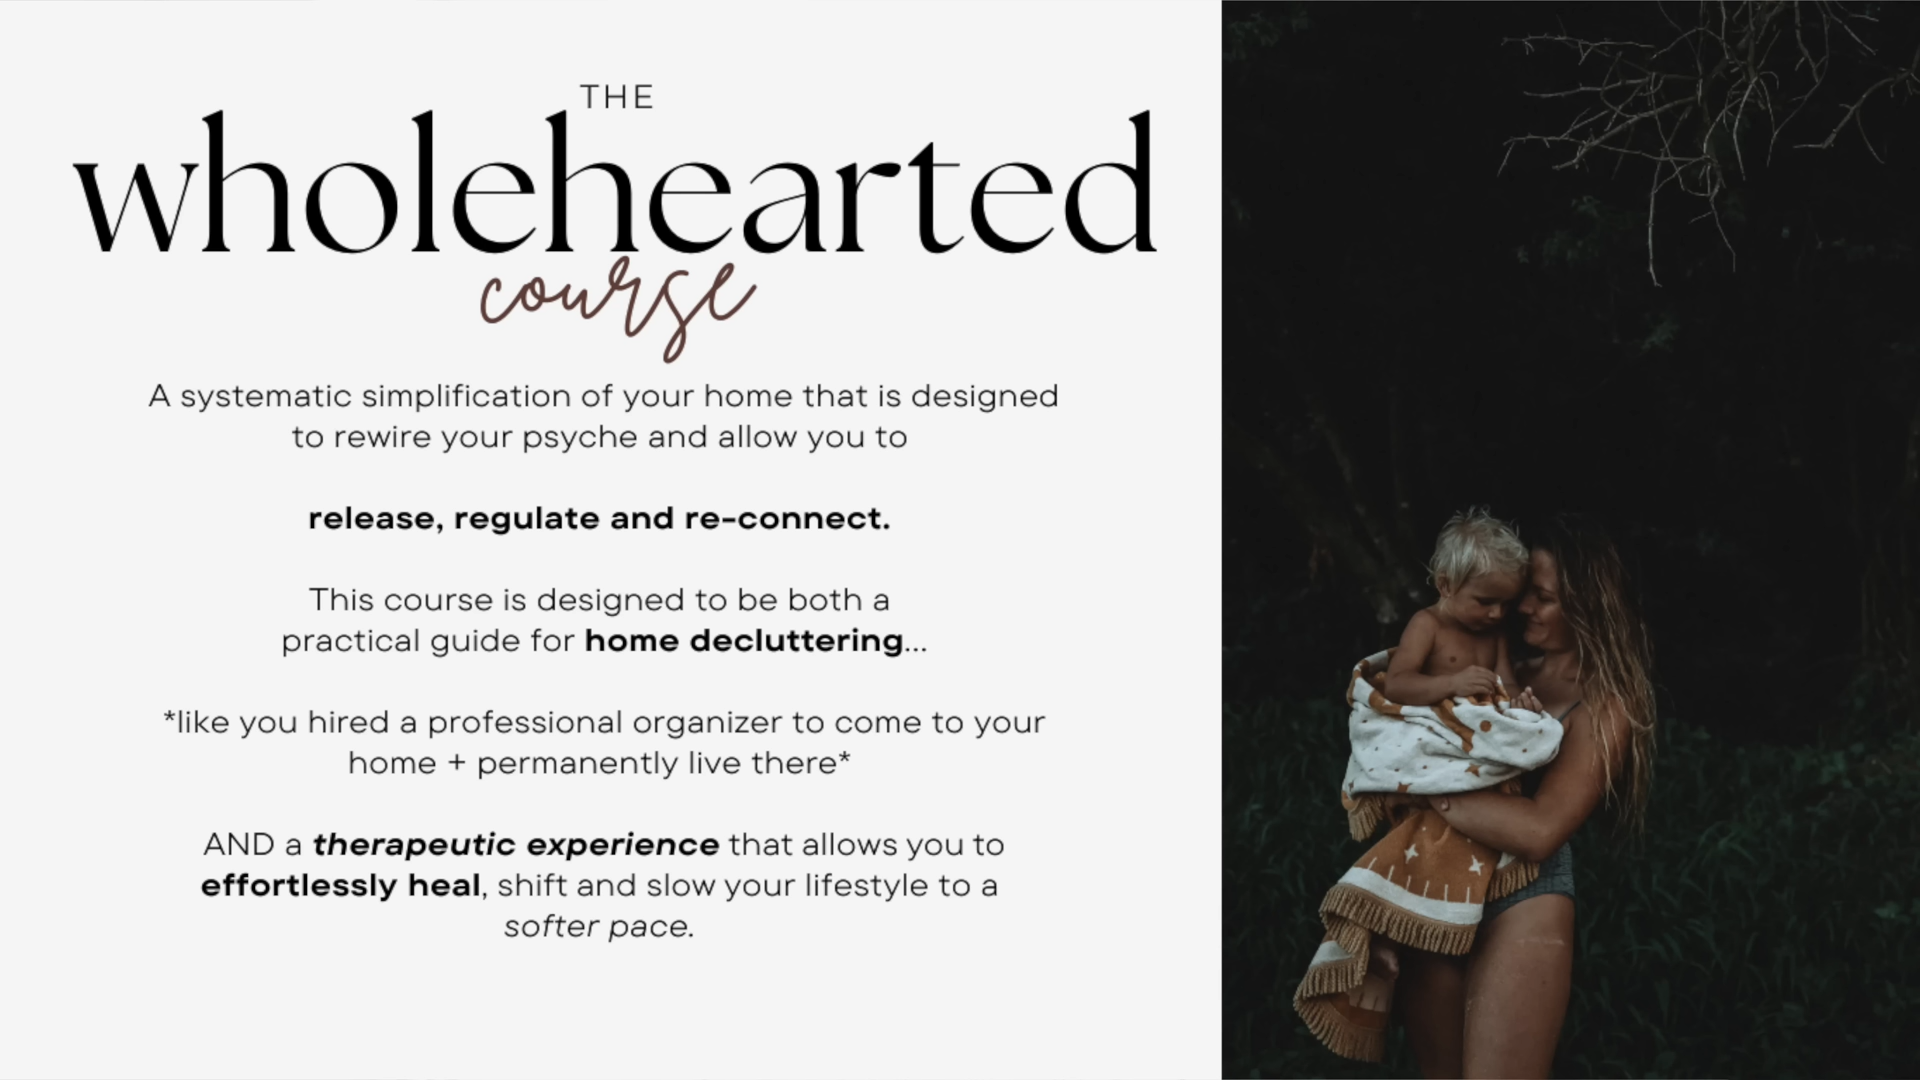 THE
wholehearted
course
A systematic simplification of your home that is designed
to rewire your psyche and allow you to
release, regulate and re-connect.
This course is designed to be both a
practical guide for home decluttering...
*like you hired a professional organizer to come to your
home + permanently live there*
AND a therapeutic experience that allows you to
effortlessly heal, shift and slow your lifestyle to a
softer pace.